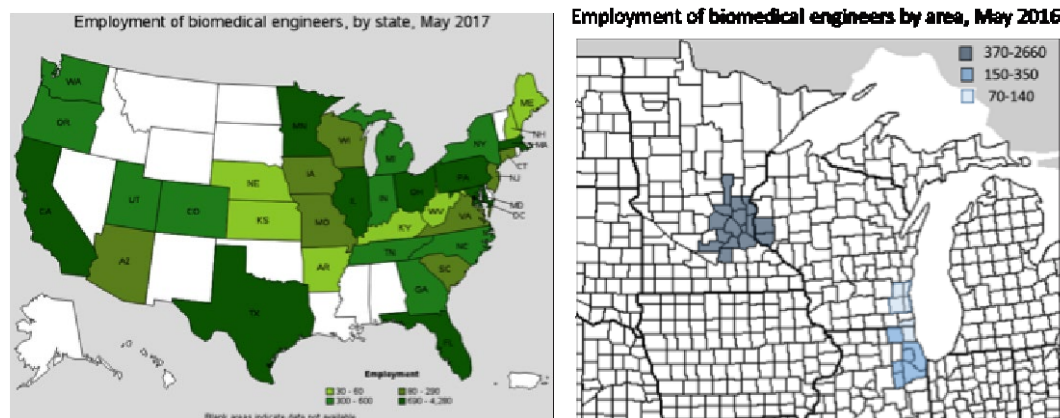 Employment of biomedical engineers, by state, May 2017
WA
OR
CA
AZ
UT
CO
NE
KS
TX
MN
IA
MO
AR
WI
IL
MI
IN
OH
KY
TN
WV
VA
NC
SC
GA
FL
PA
NY
ME
NH
MA
CT
NJ
MD
DC
Employment
30 - 60
80 - 280
300 - 600
690 - 4,280
Blank areas indicate data not available
Employment of biomedical engineers by area, May 2016
370-2660
150-350
70-140